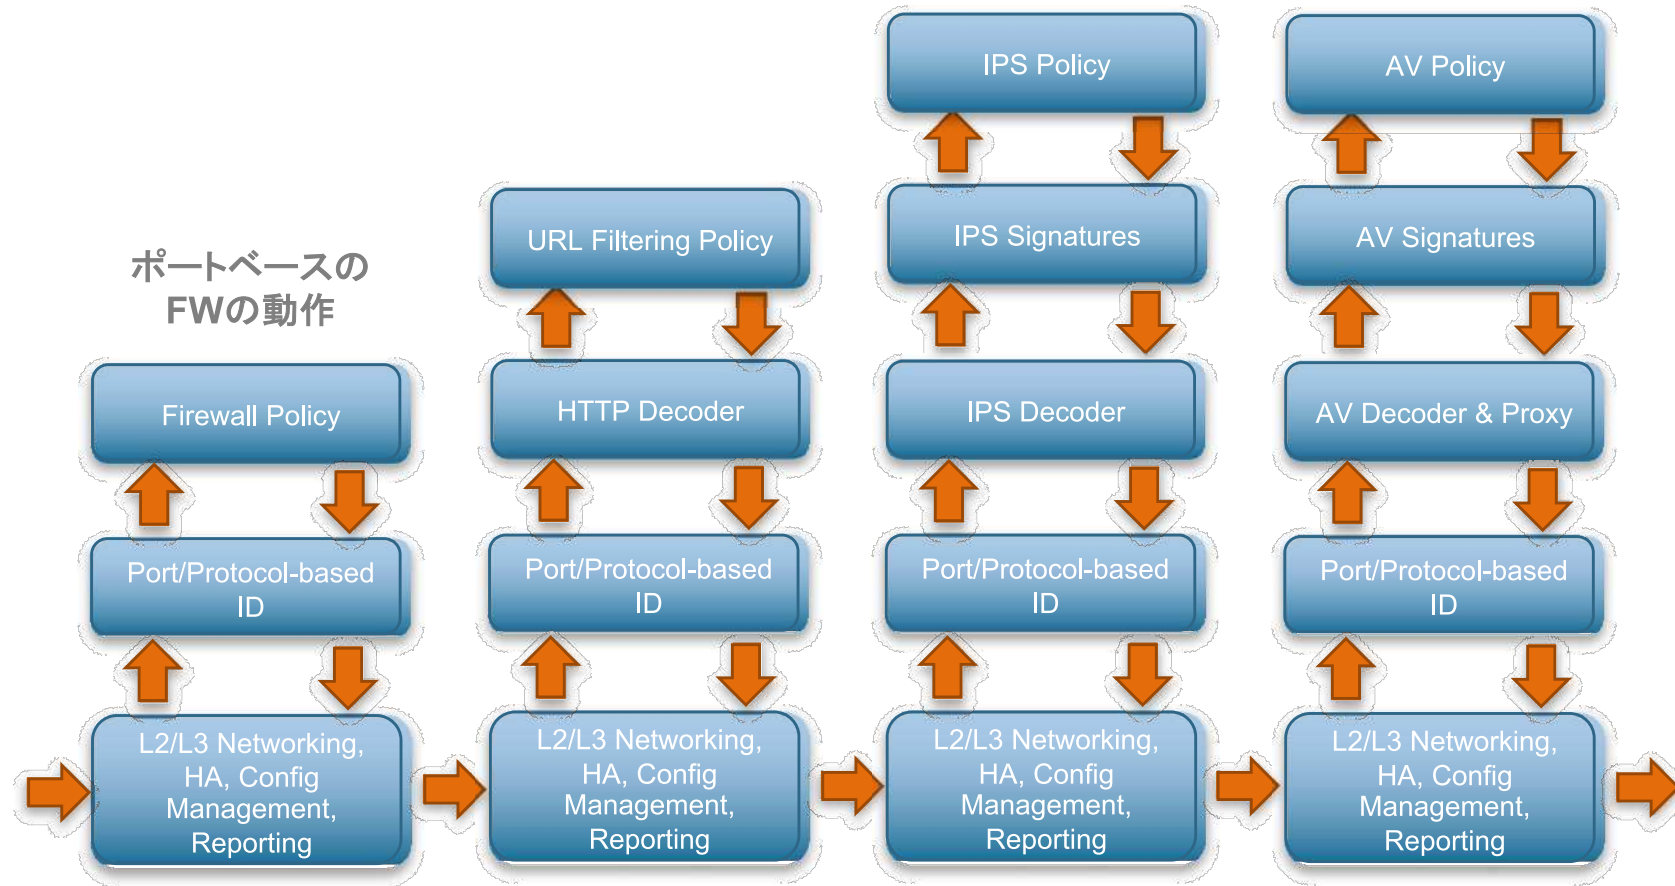 ポートベースの
FWの動作
Firewall Policy
Port/Protocol-based
ID
L2/L3 Networking,
HA, Config
Management,
Reporting
URL Filtering Policy
HTTP Decoder
Port/Protocol-based
ID
L2/L3 Networking,
HA, Config
Management,
Reporting
IPS Policy
IPS Signatures
IPS Decoder
Port/Protocol-based
ID
L2/L3 Networking,
HA, Config
Management,
Reporting
AV Policy
AV Signatures
AV Decoder & Proxy
Port/Protocol-based
ID
L2/L3 Networking,
HA, Config
Management,
Reporting